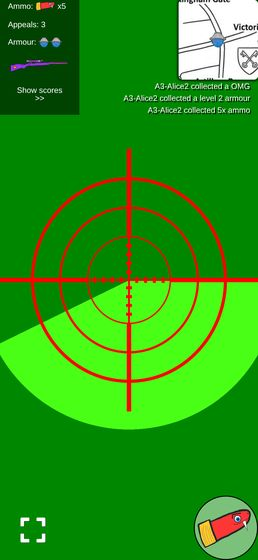 Ammo: x5
Appeals: 3
Armour:
Show scores
>>
Victori
A3-Alice2 collected a OMG
A3-Alice2 collected a level 2 armour
A3-Alice2 collected 5x ammo